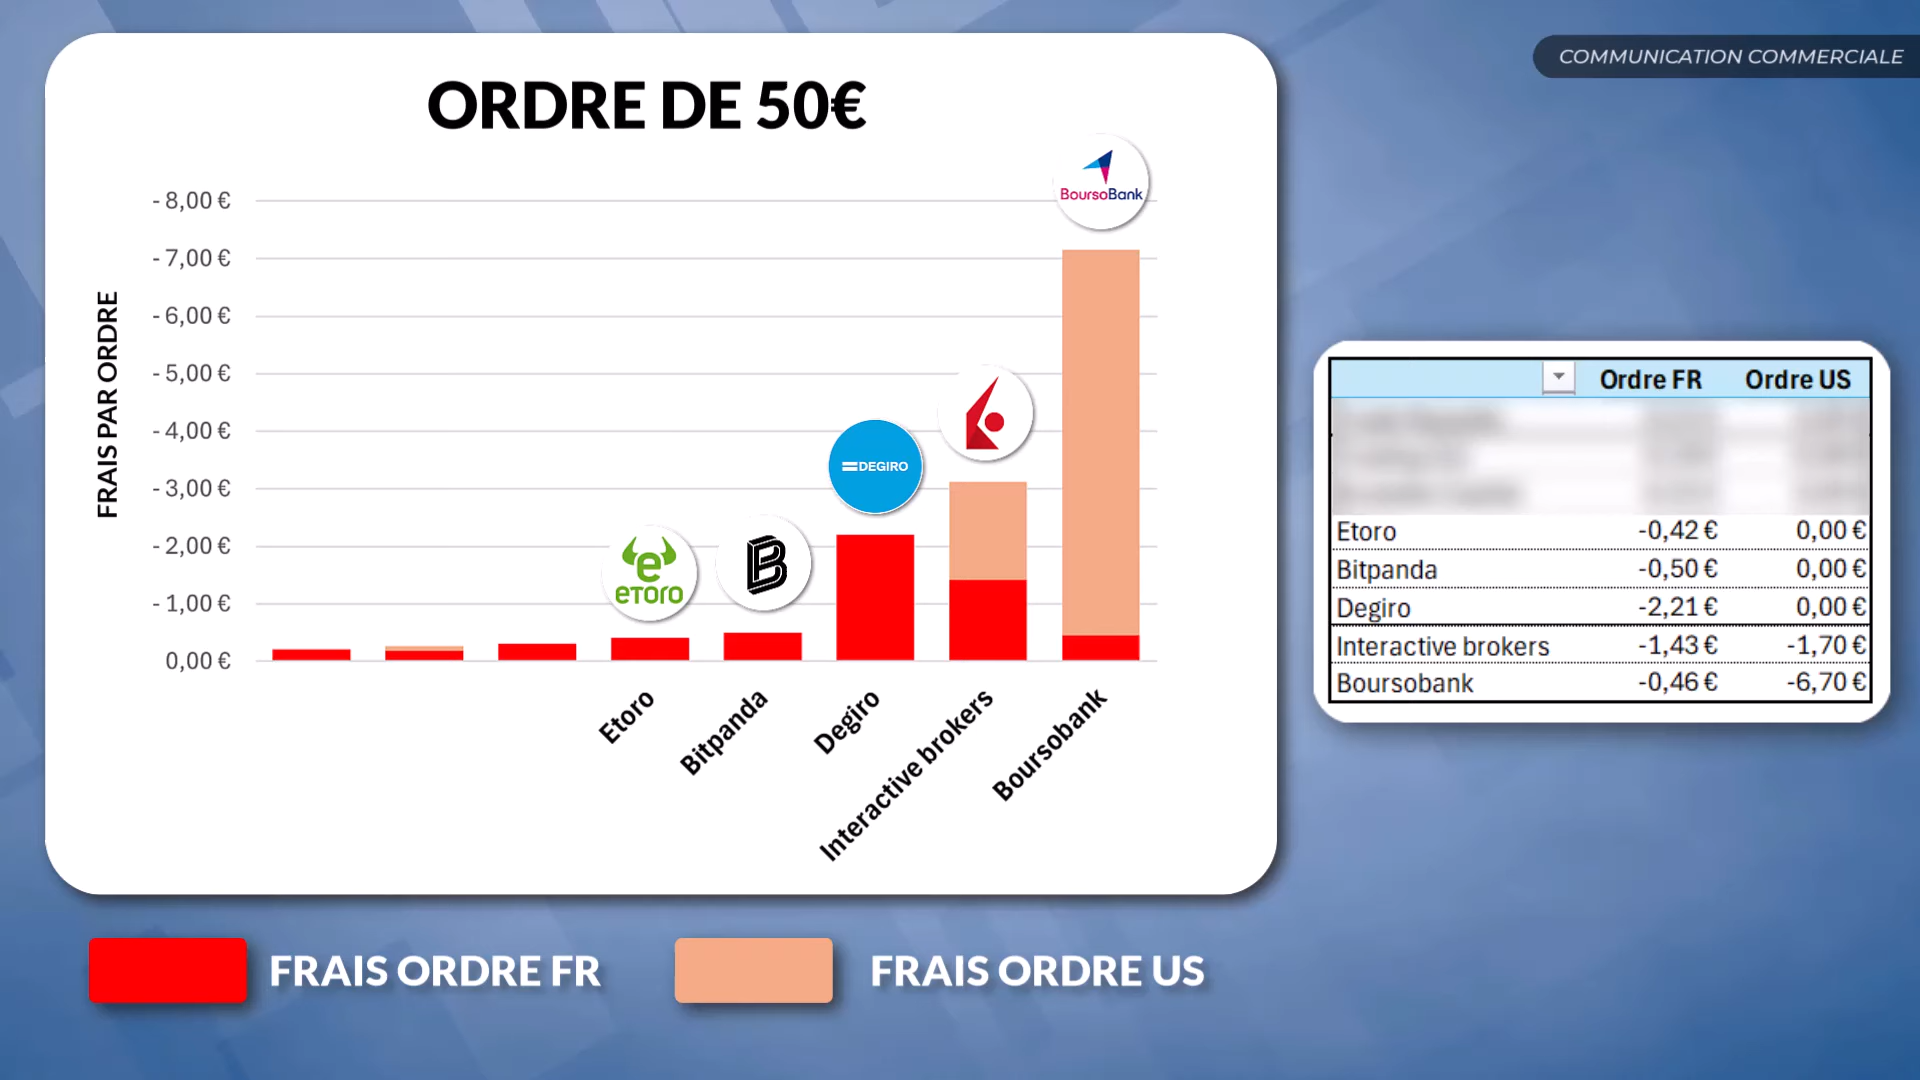 COMMUNICATION COMMERCIALE
ORDRE DE 50€
FRAIS PAR ORDRE
- 8,00 €
- 7,00 €
- 6,00 €
- 5,00 €
- 4,00 €
- 3,00 €
- 2,00 €
- 1,00 €
0,00 €
eToro
DEGIRO
BoursoBank
Etoro
Bitpanda
Degiro
Interactive brokers
Boursobank
Ordre FR Ordre US
Etoro -0,42 € 0,00 €
Bitpanda -0,50 € 0,00 €
Degiro -2,21 € 0,00 €
Interactive brokers -1,43 € -1,70 €
Boursobank -0,46 € -6,70 €
FRAIS ORDRE FR
FRAIS ORDRE US